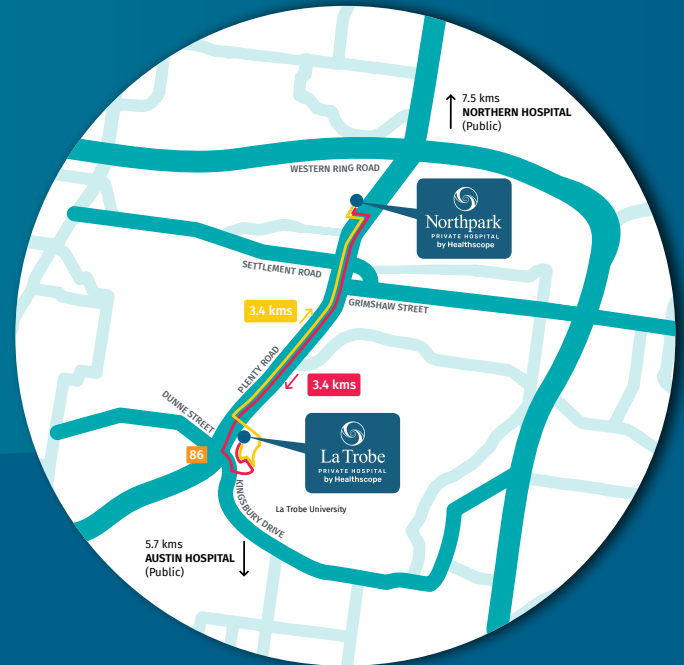 7.5 kms
NORTHERN HOSPITAL
(Public)
WESTERN RING ROAD
Northpark
PRIVATE HOSPITAL
by Healthscope
SETTLEMENT ROAD
3.4 kms
GRIMSHAW STREET
PLENTY ROAD
3.4 kms
DUNNE STREET
86
La Trobe
PRIVATE HOSPITAL
by Healthscope
KINGSBURY DRIVE
La Trobe University
5.7 kms
AUSTIN HOSPITAL
(Public)